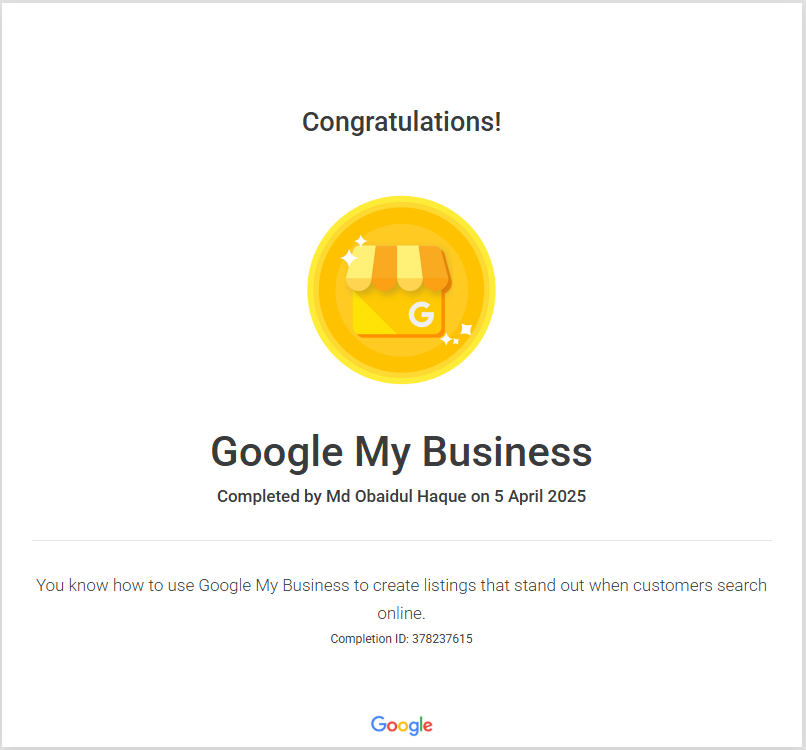 Congratulations!
G
Google My Business
Completed by Md Obaidul Haque on 5 April 2025
You know how to use Google My Business to create listings that stand out when customers search
online.
Completion ID: 378237615
Google